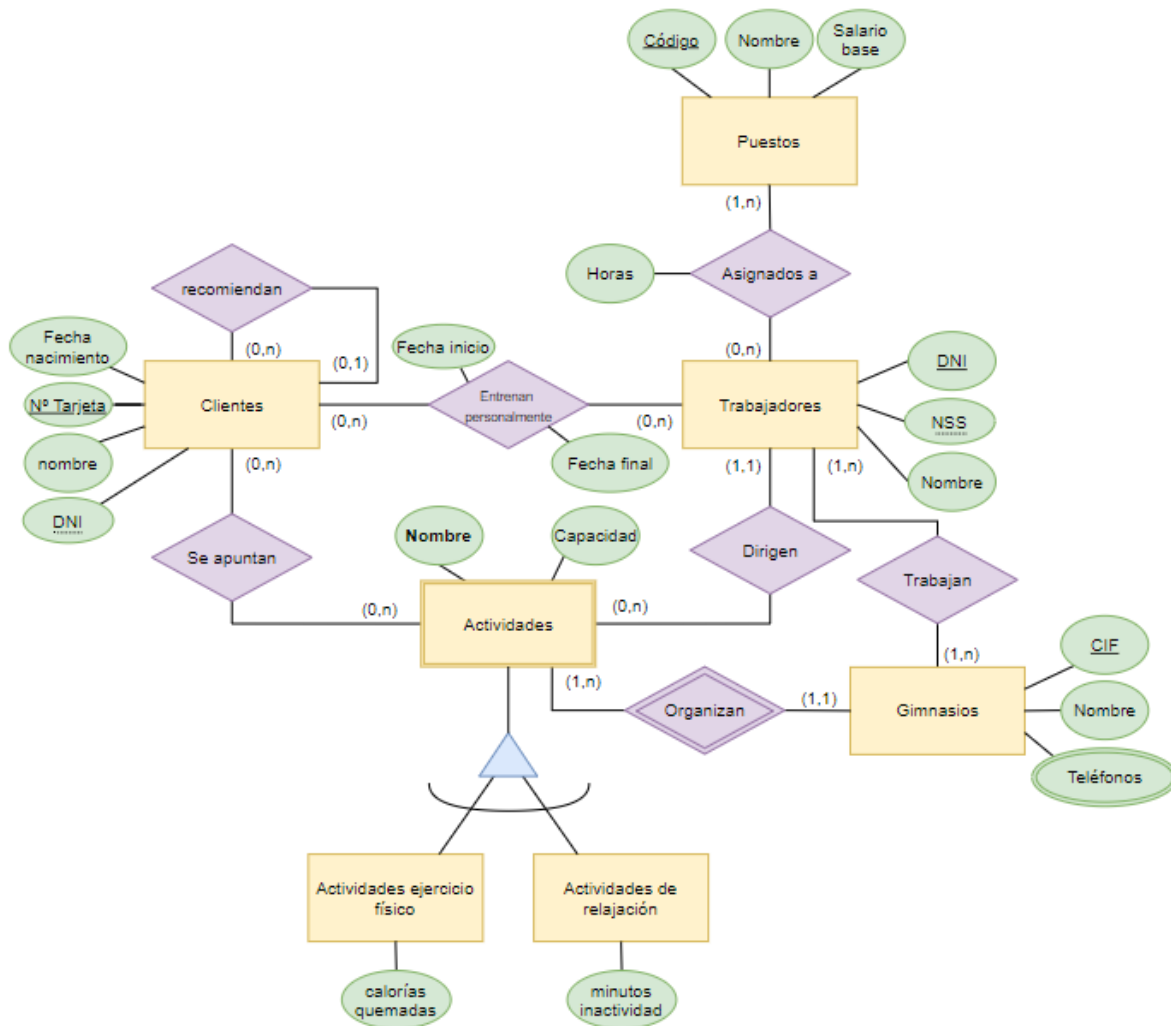 Código
Nombre
Salario
base
Puestos
(1,n)
Horas
Asignados a
(0,n)
recomiendan
(0,n)
(0,1)
Fecha
nacimiento
Nº Tarjeta
nombre
DNI
Clientes
(0,n)
(0,n)
Fecha inicio
Entrenan
personalmente
Fecha final
(0,n)
Trabajadores
DNI
NSS
Nombre
(1,1)
(1,n)
Se apuntan
(0,n)
Nombre
Capacidad
Actividades
(0,n)
Dirigen
Trabajan
(1,n)
(1,n)
Organizan
(1,1)
Gimnasios
CIF
Nombre
Teléfonos
Actividades ejercicio
físico
Actividades de
relajación
calorías
quemadas
minutos
inactividad